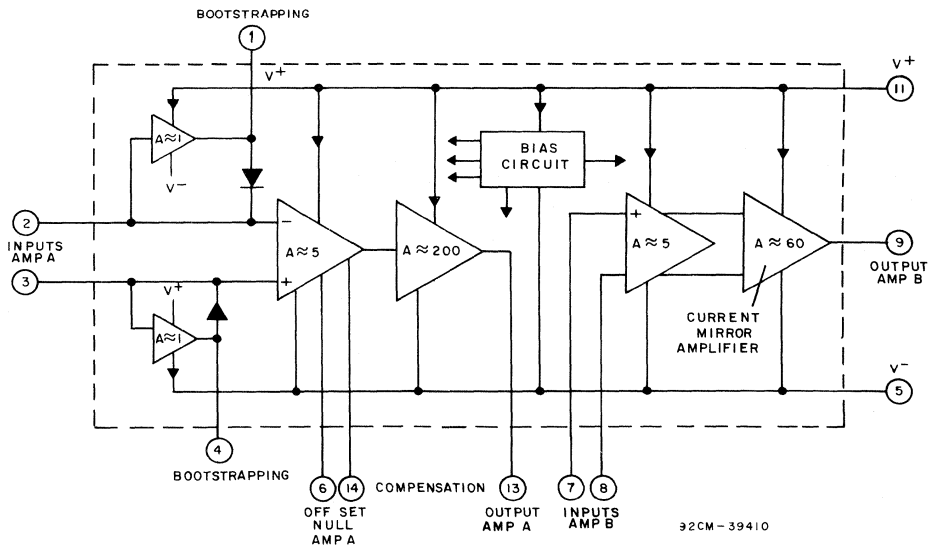 BOOTSTRAPPING
1
V+
V+
11
A≈1
V-
BIAS
CIRCUIT
2
INPUTS
AMP A
3
-
A≈5
+
A≈200
+
A≈5
A≈60
9
OUTPUT
AMP B
V+
A≈1
CURRENT
MIRROR
AMPLIFIER
V-
5
4
BOOTSTRAPPING
6
14
COMPENSATION
13
7
8
OFF SET
NULL
AMP A
OUTPUT
AMP A
INPUTS
AMP B
92CM-39410